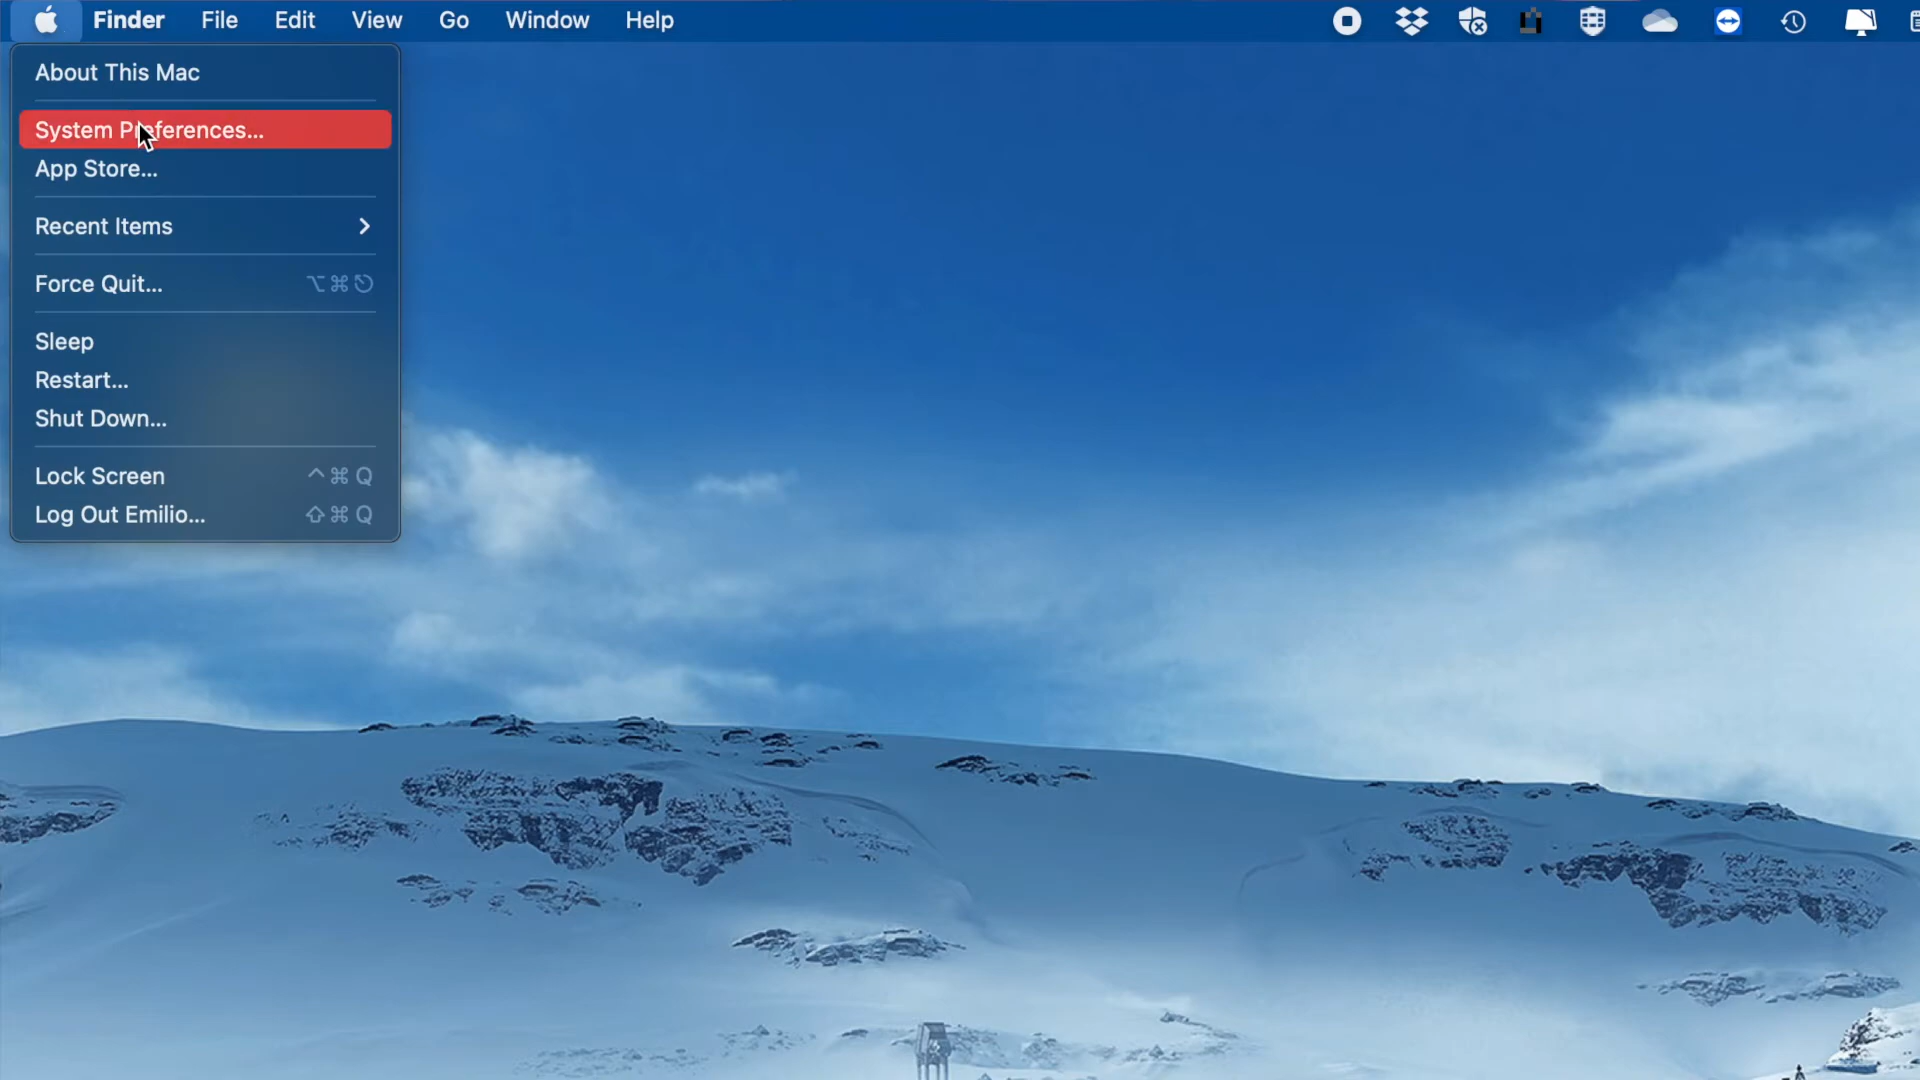 Finder File Edit View Go Window Help
About This Mac
System Preferences...
App Store...
Recent Items
Force Quit... ⌥⌘⎋
Sleep
Restart...
Shut Down...
Lock Screen ^⌘Q
Log Out Emilio... ⇧⌘Q